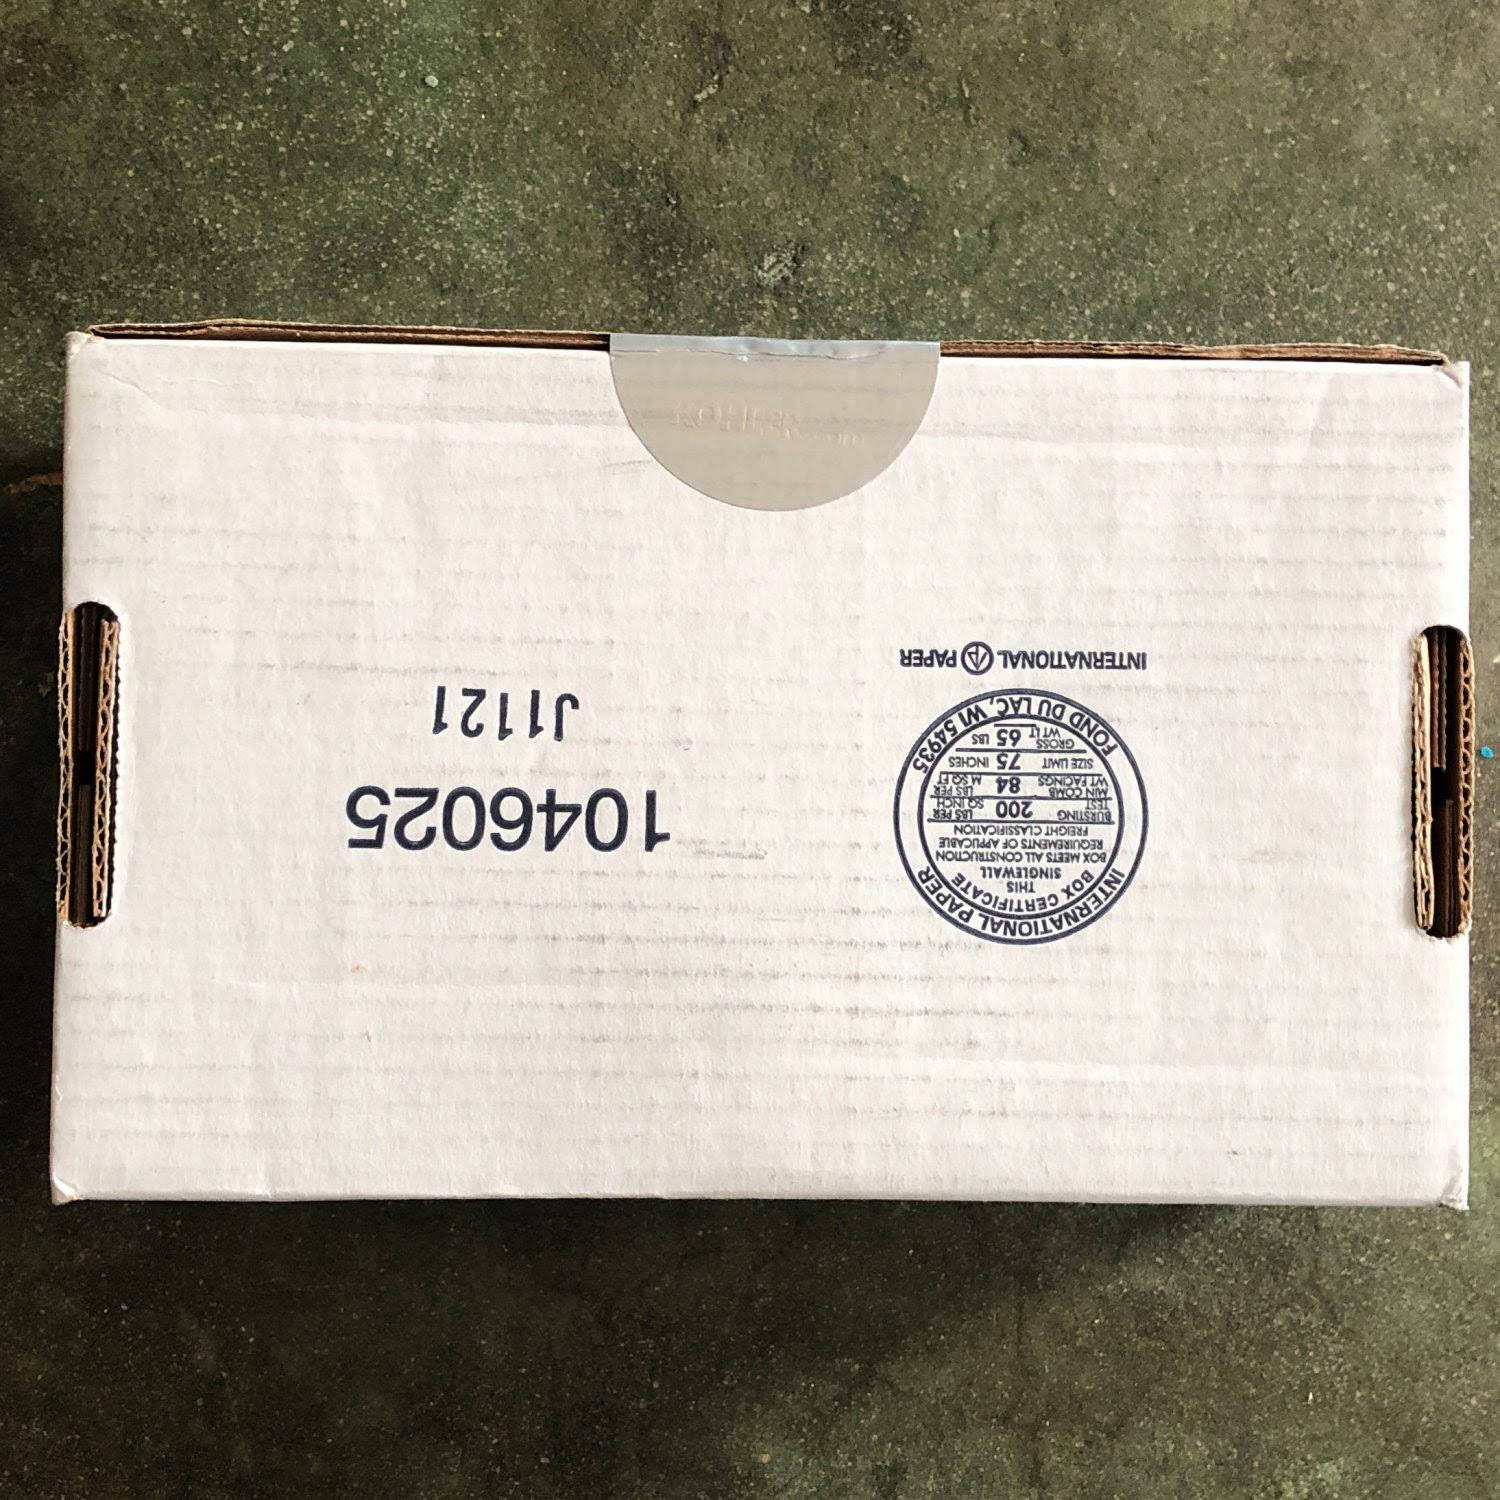 INTERNATIONAL PAPER
BOX CERTIFICATE
THIS
SINGLEWALL
BOX MEETS ALL CONSTRUCTION
REQUIREMENTS OF APPLICABLE
FREIGHT CLASSIFICATION
BURSTING TEST 200 LBS PER SQ INCH
MIN COMB WT FACINGS 84 LBS PER M SQ FT
SIZE LIMIT 75 INCHES
GROSS WT LT 65 LBS
FOND DU LAC, WI 54935
INTERNATIONAL PAPER
1046025
J1121